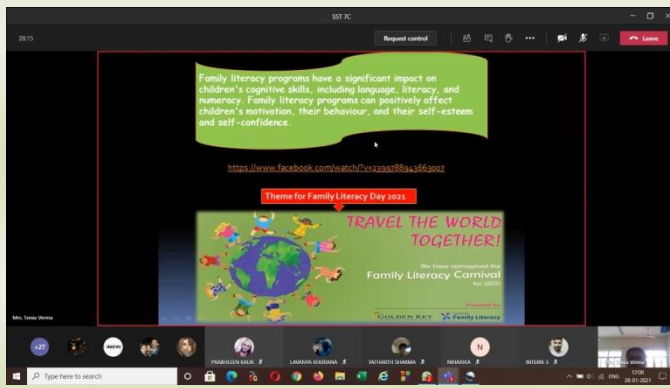 SST 7C
28:15
Request control
Leave
Family literacy programs have a significant impact on
children's cognitive skills, including language, literacy, and
numeracy. Family literacy programs can positively affect
children's motivation, their behaviour, and their self-esteem
and self-confidence.
https://www.facebook.com/watch/?v=2399788943663007
Theme for Family Literacy Day 2021
TRAVEL THE WORLD
TOGETHER!
We have reimagined the
Family Literacy Carnival
for 2021!
Presented by
GOLDEN KEY
Family Literacy
Mrs. Sonia Verma
+27
PRABHLEEN KAUR
LAVANYA KHURANA
YATHARTH SHARMA
N
NIHARIKA
INTERN-3
Type here to search
ENG
12:08
28-01-2021